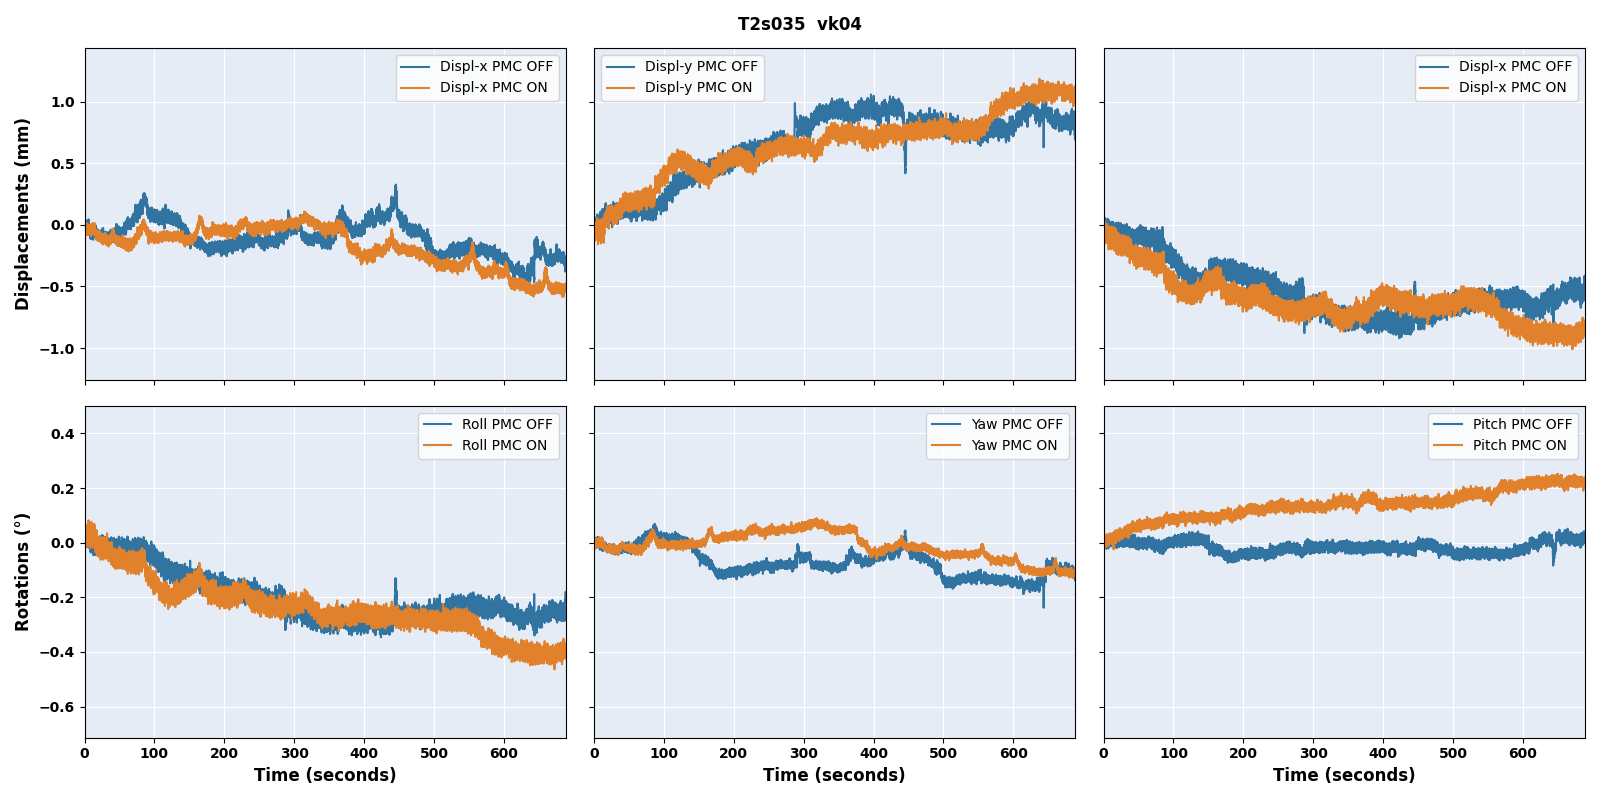 T2s035  vk04
Displ-x PMC OFF
Displ-x PMC ON
Displ-y PMC OFF
Displ-y PMC ON
Displ-x PMC OFF
Displ-x PMC ON
Displacements (mm)
1.0
0.5
0.0
−0.5
−1.0
Roll PMC OFF
Roll PMC ON
Yaw PMC OFF
Yaw PMC ON
Pitch PMC OFF
Pitch PMC ON
Rotations (°)
0.4
0.2
0.0
−0.2
−0.4
−0.6
0 100 200 300 400 500 600
0 100 200 300 400 500 600
0 100 200 300 400 500 600
Time (seconds)
Time (seconds)
Time (seconds)